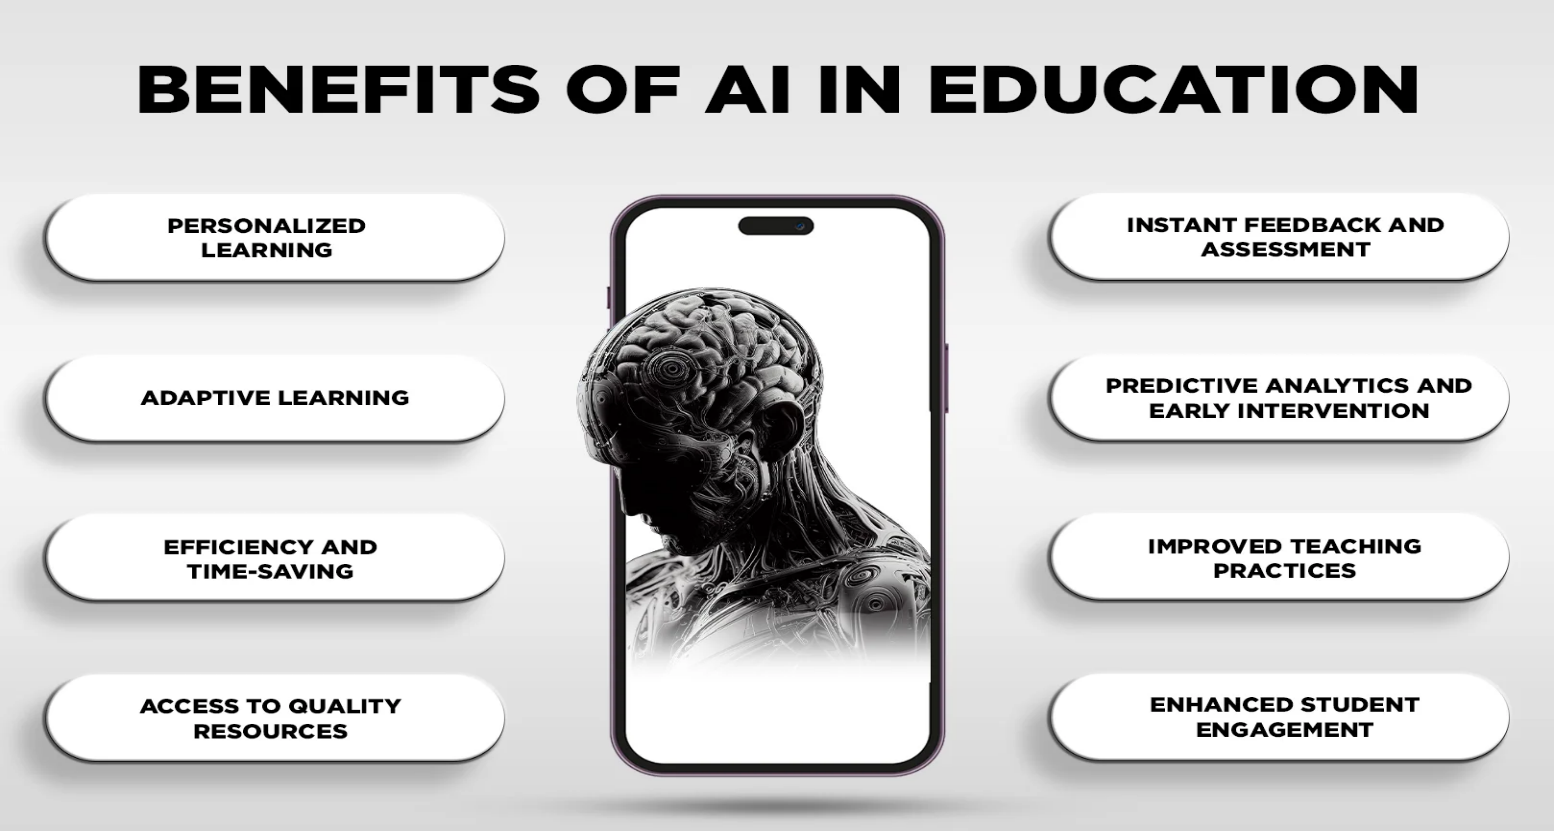 BENEFITS OF AI IN EDUCATION
PERSONALIZED
LEARNING
ADAPTIVE LEARNING
EFFICIENCY AND
TIME-SAVING
ACCESS TO QUALITY
RESOURCES
INSTANT FEEDBACK AND
ASSESSMENT
PREDICTIVE ANALYTICS AND
EARLY INTERVENTION
IMPROVED TEACHING
PRACTICES
ENHANCED STUDENT
ENGAGEMENT